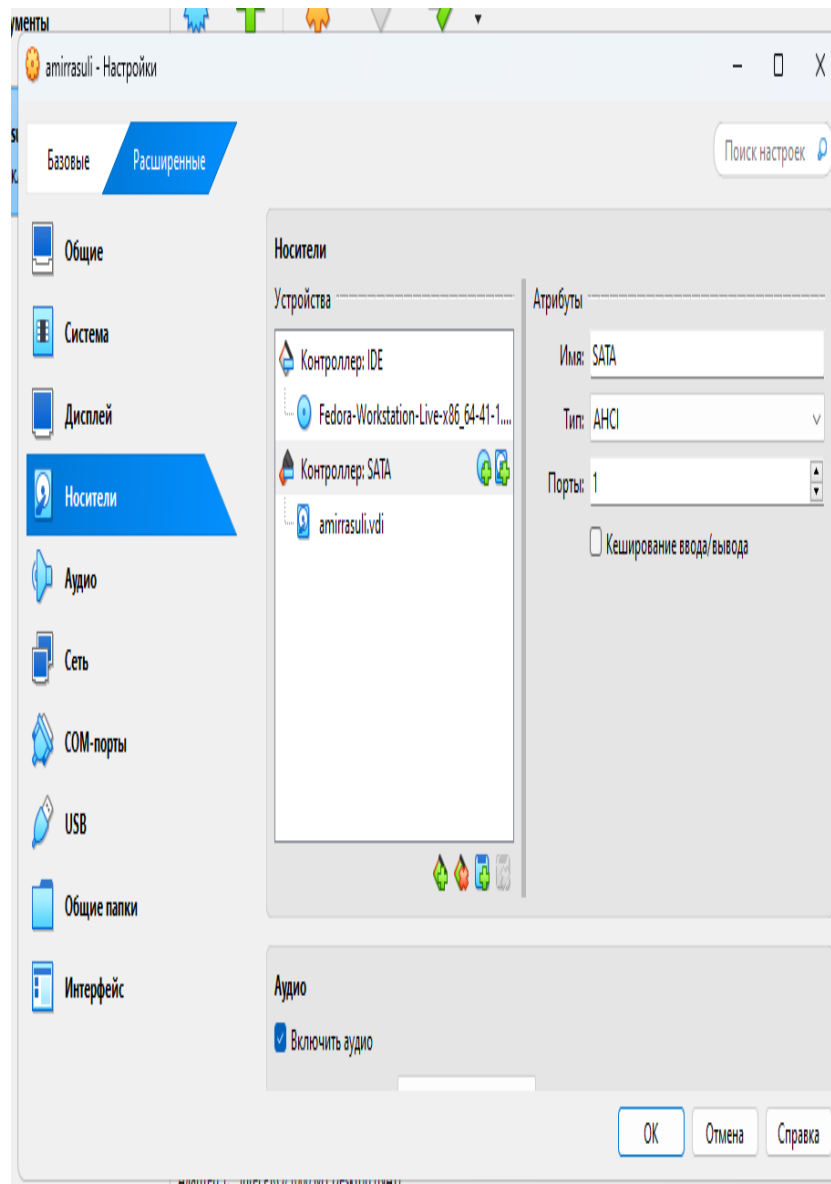 ументы
amirrasuli - Настройки
Базовые
Расширенные
Поиск настроек
Общие
Система
Дисплей
Носители
Аудио
Сеть
COM-порты
USB
Общие папки
Интерфейс
Носители
Устройства
Контроллер: IDE
Fedora-Workstation-Live-x86_64-41-1....
Контроллер: SATA
amirrasuli.vdi
Атрибуты
Имя: SATA
Тип: AHCI
Порты: 1
Кеширование ввода/вывода
Аудио
Включить аудио
OK
Отмена
Справка